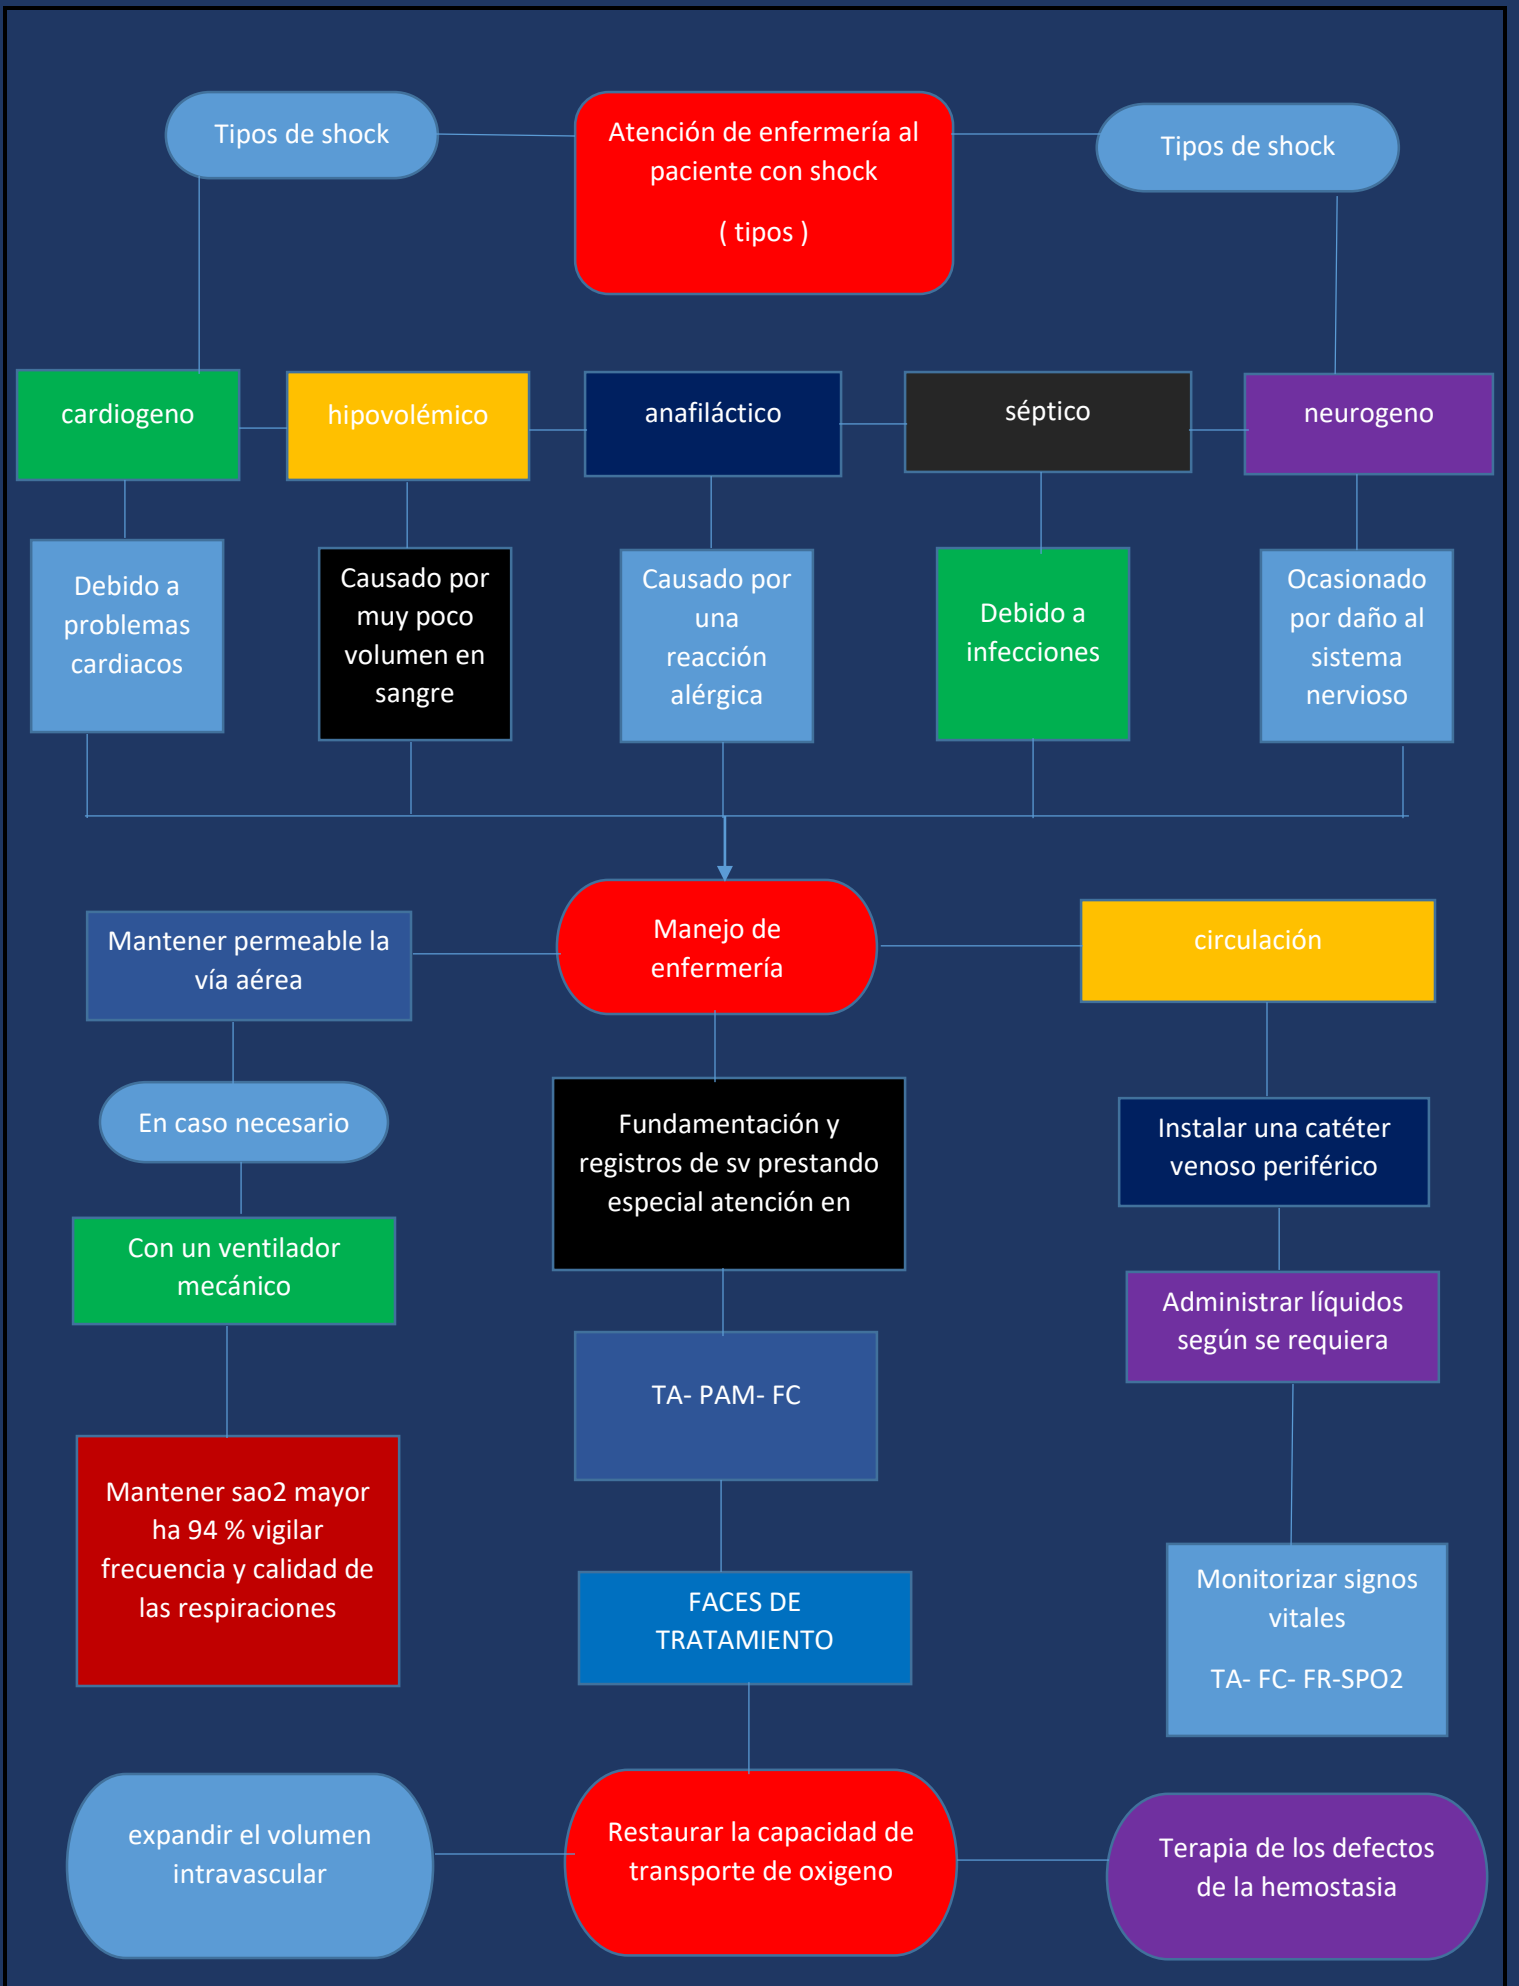 Tipos de shock
Atención de enfermería al
paciente con shock
( tipos )
Tipos de shock
cardiogeno
hipovolémico
anafiláctico
séptico
neurogeno
Debido a
problemas
cardiacos
Causado por
muy poco
volumen en
sangre
Causado por
una
reacción
alérgica
Debido a
infecciones
Ocasionado
por daño al
sistema
nervioso
Mantener permeable la
vía aérea
Manejo de
enfermería
circulación
En caso necesario
Fundamentación y
registros de sv prestando
especial atención en
Instalar una catéter
venoso periférico
Con un ventilador
mecánico
TA- PAM- FC
Administrar líquidos
según se requiera
Mantener sao2 mayor
ha 94 % vigilar
frecuencia y calidad de
las respiraciones
FACES DE
TRATAMIENTO
Monitorizar signos
vitales
TA- FC- FR-SPO2
expandir el volumen
intravascular
Restaurar la capacidad de
transporte de oxigeno
Terapia de los defectos
de la hemostasia